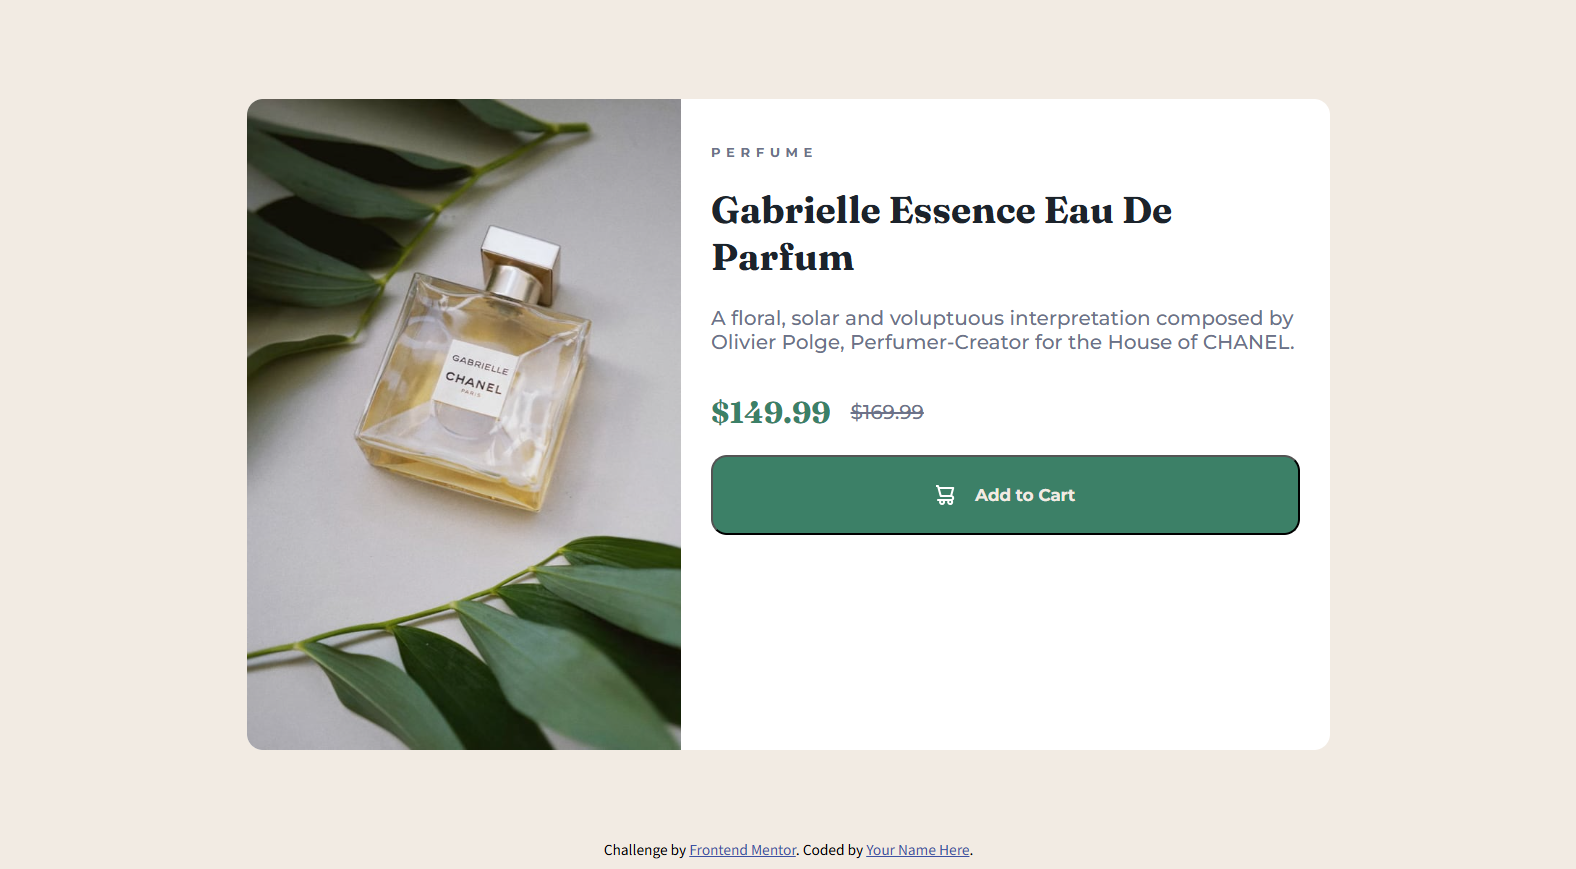 PERFUME
Gabrielle Essence Eau De
Parfum
A floral, solar and voluptuous interpretation composed by
Olivier Polge, Perfumer-Creator for the House of CHANEL.
$149.99 $169.99
Add to Cart
GABRIELLE
CHANEL
PARIS
Challenge by Frontend Mentor. Coded by Your Name Here.